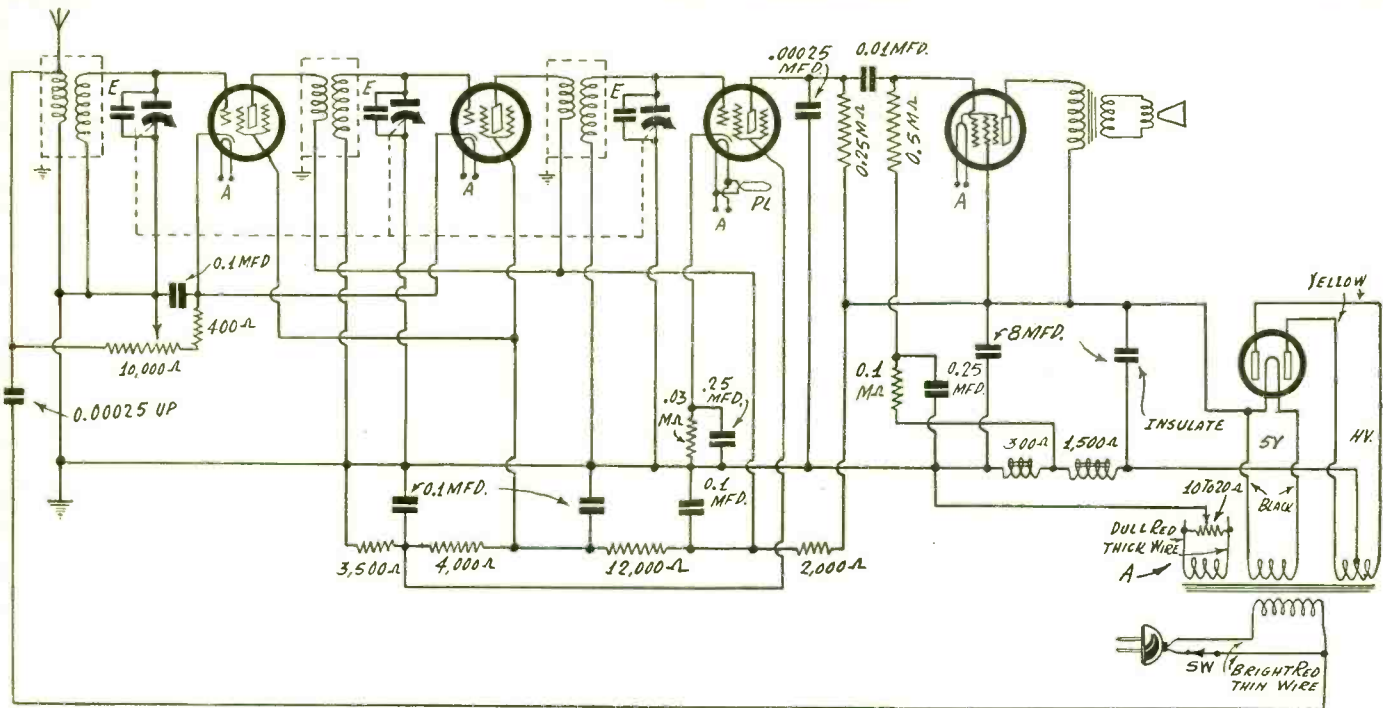 .00025
MFD.
0.01MFD.
E
E
E
0.25MΩ
0.5MΩ
A
A
A
PL
A
0.1MFD
400Ω
10,000Ω
0.00025 UP
YELLOW
8MFD.
0.1
MΩ
0.25
MFD.
INSULATE
.03
MΩ
.25
MFD.
300Ω
1,500Ω
5V
HV.
0.1MFD.
0.1
MFD.
10TO20Ω
BLACK
DULL RED
THICK WIRE
3,500Ω
4,000Ω
12,000Ω
2,000Ω
A
SW
BRIGHT RED
THIN WIRE